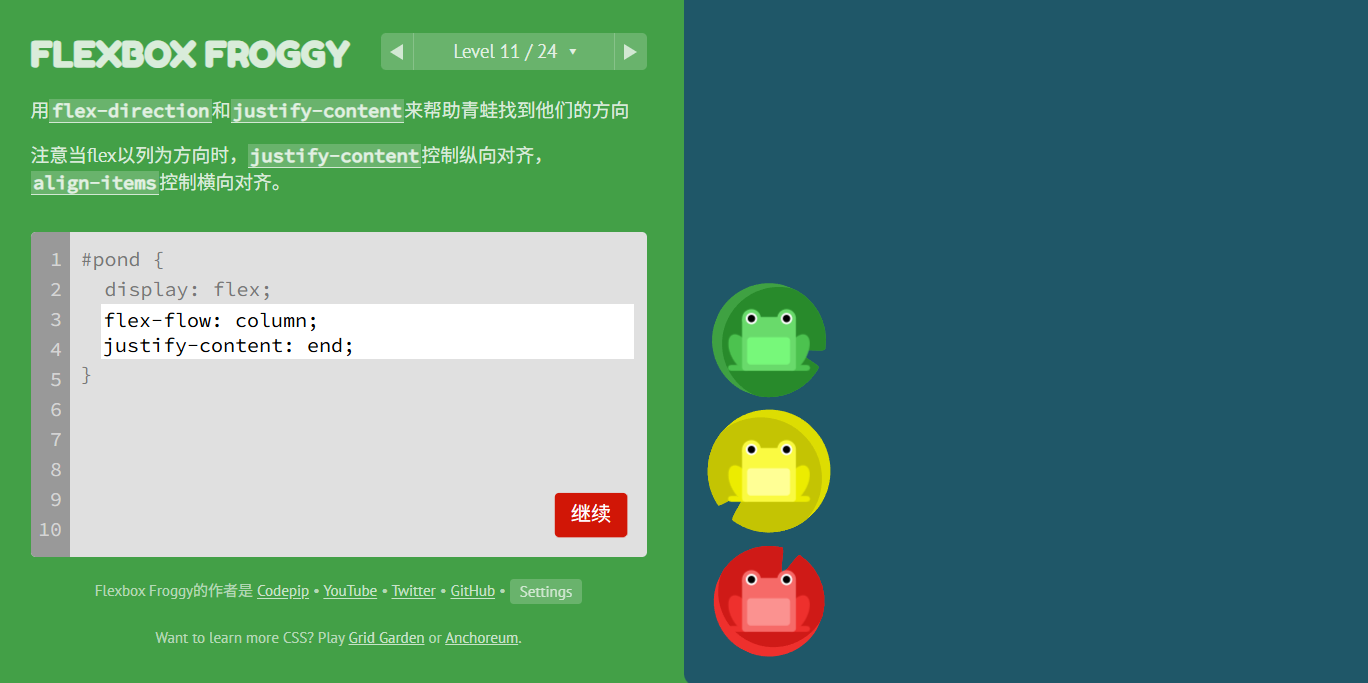 FLEXBOX FROGGY
Level 11 / 24
用flex-direction和justify-content来帮助青蛙找到他们的方向
注意当flex以列为方向时，justify-content控制纵向对齐，
align-items控制横向对齐。
1 #pond {
2 display: flex;
3 flex-flow: column;
4 justify-content: end;
5 }
6
7
8
9
10
继续
Flexbox Froggy的作者是 Codepip • YouTube • Twitter • GitHub • Settings
Want to learn more CSS? Play Grid Garden or Anchoreum.